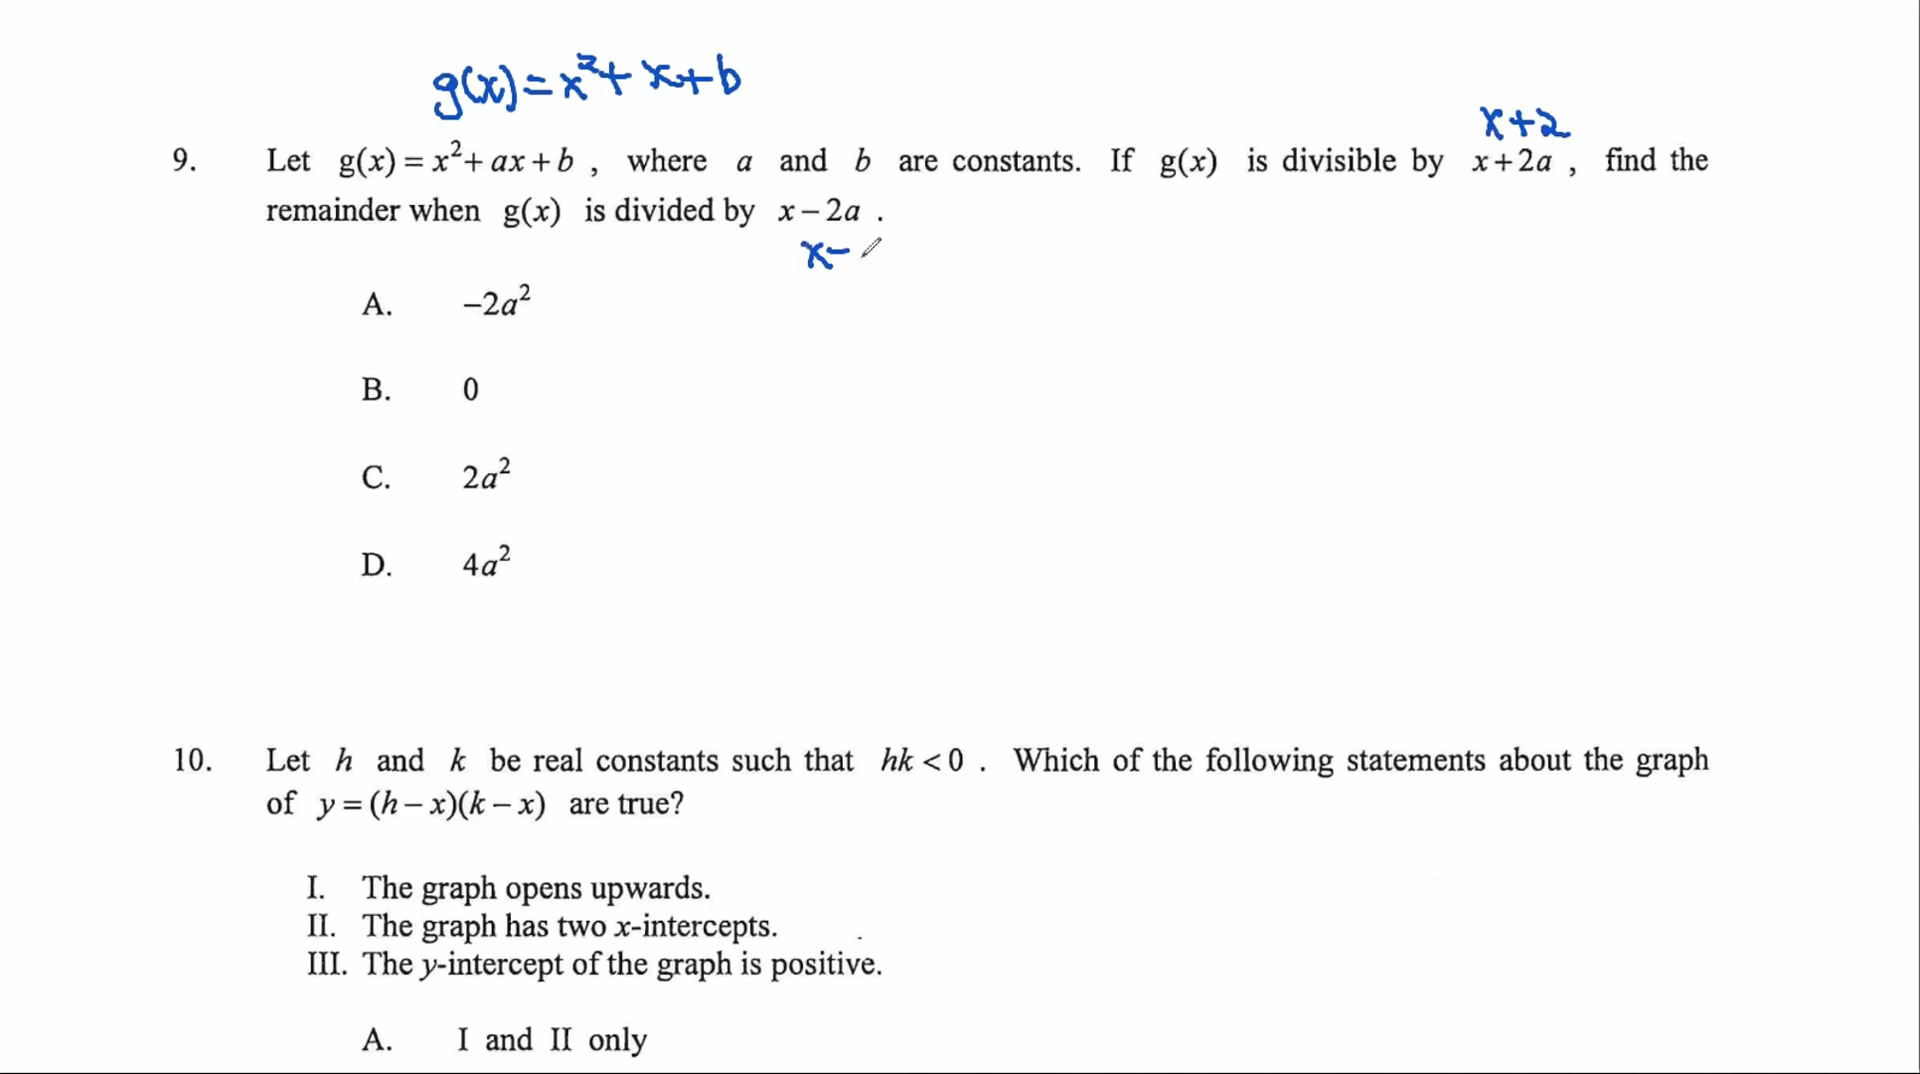 g(x)=x²+x+b
x+2
9. Let g(x)=x²+ax+b , where a and b are constants. If g(x) is divisible by x+2a , find the
remainder when g(x) is divided by x−2a .
x−
A. −2a²
B. 0
C. 2a²
D. 4a²
10. Let h and k be real constants such that hk<0 . Which of the following statements about the graph
of y=(h−x)(k−x) are true?
I. The graph opens upwards.
II. The graph has two x-intercepts.
III. The y-intercept of the graph is positive.
A. I and II only